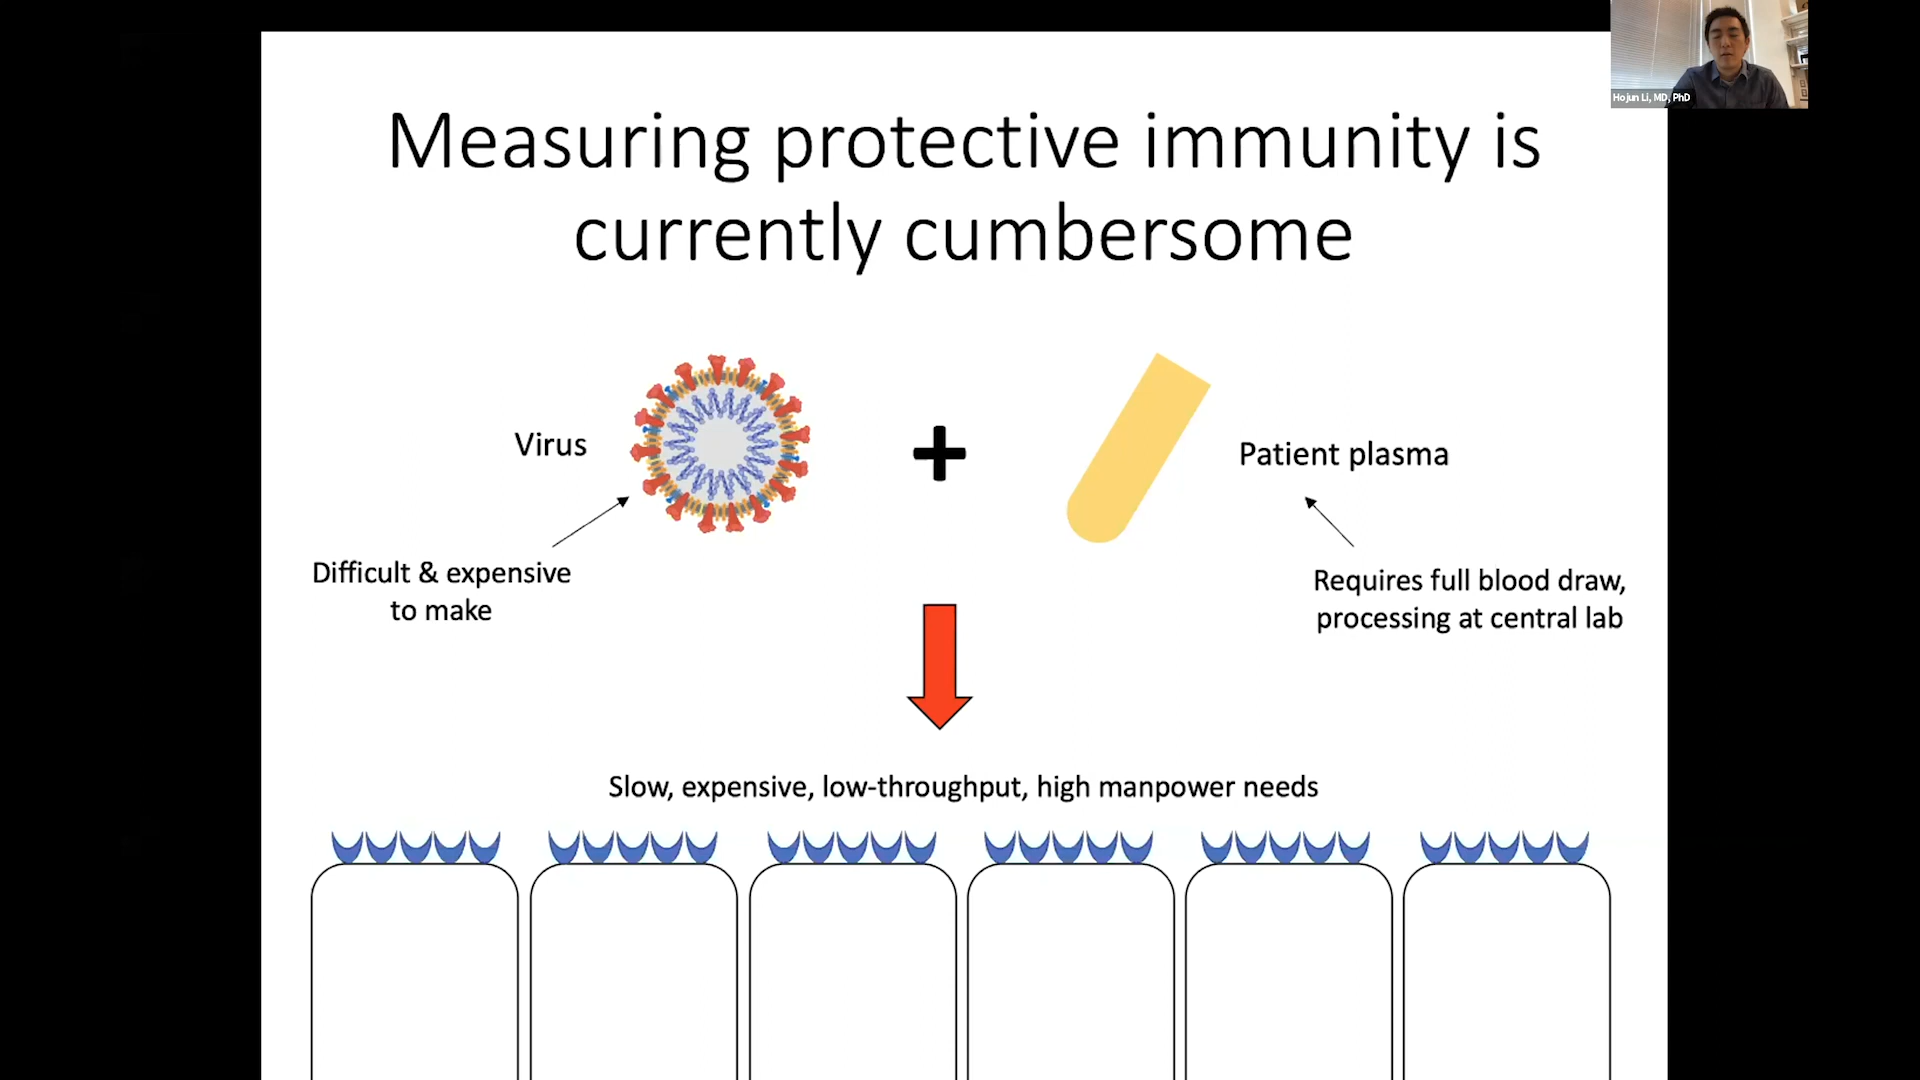 Hojun Li, MD, PhD
Measuring protective immunity is
currently cumbersome
Virus
+
Patient plasma
Difficult & expensive
to make
Requires full blood draw,
processing at central lab
Slow, expensive, low-throughput, high manpower needs